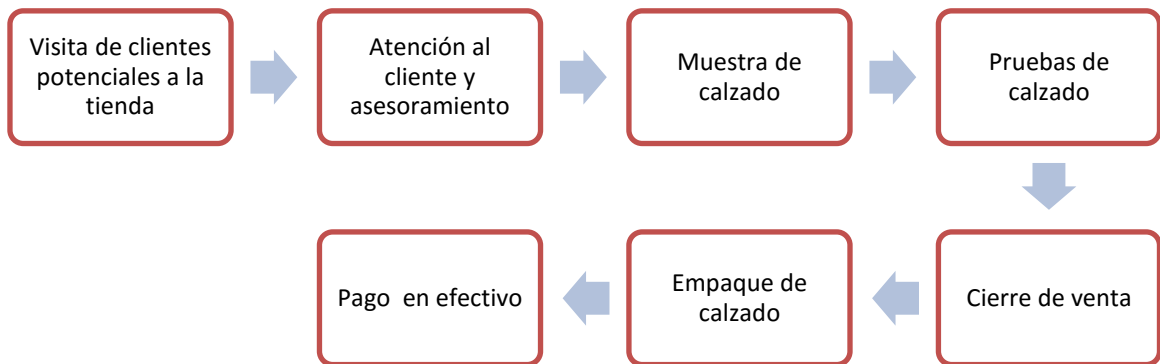 Visita de clientes
potenciales a la
tienda
Atención al
cliente y
asesoramiento
Muestra de
calzado
Pruebas de
calzado
Cierre de venta
Empaque de
calzado
Pago  en efectivo